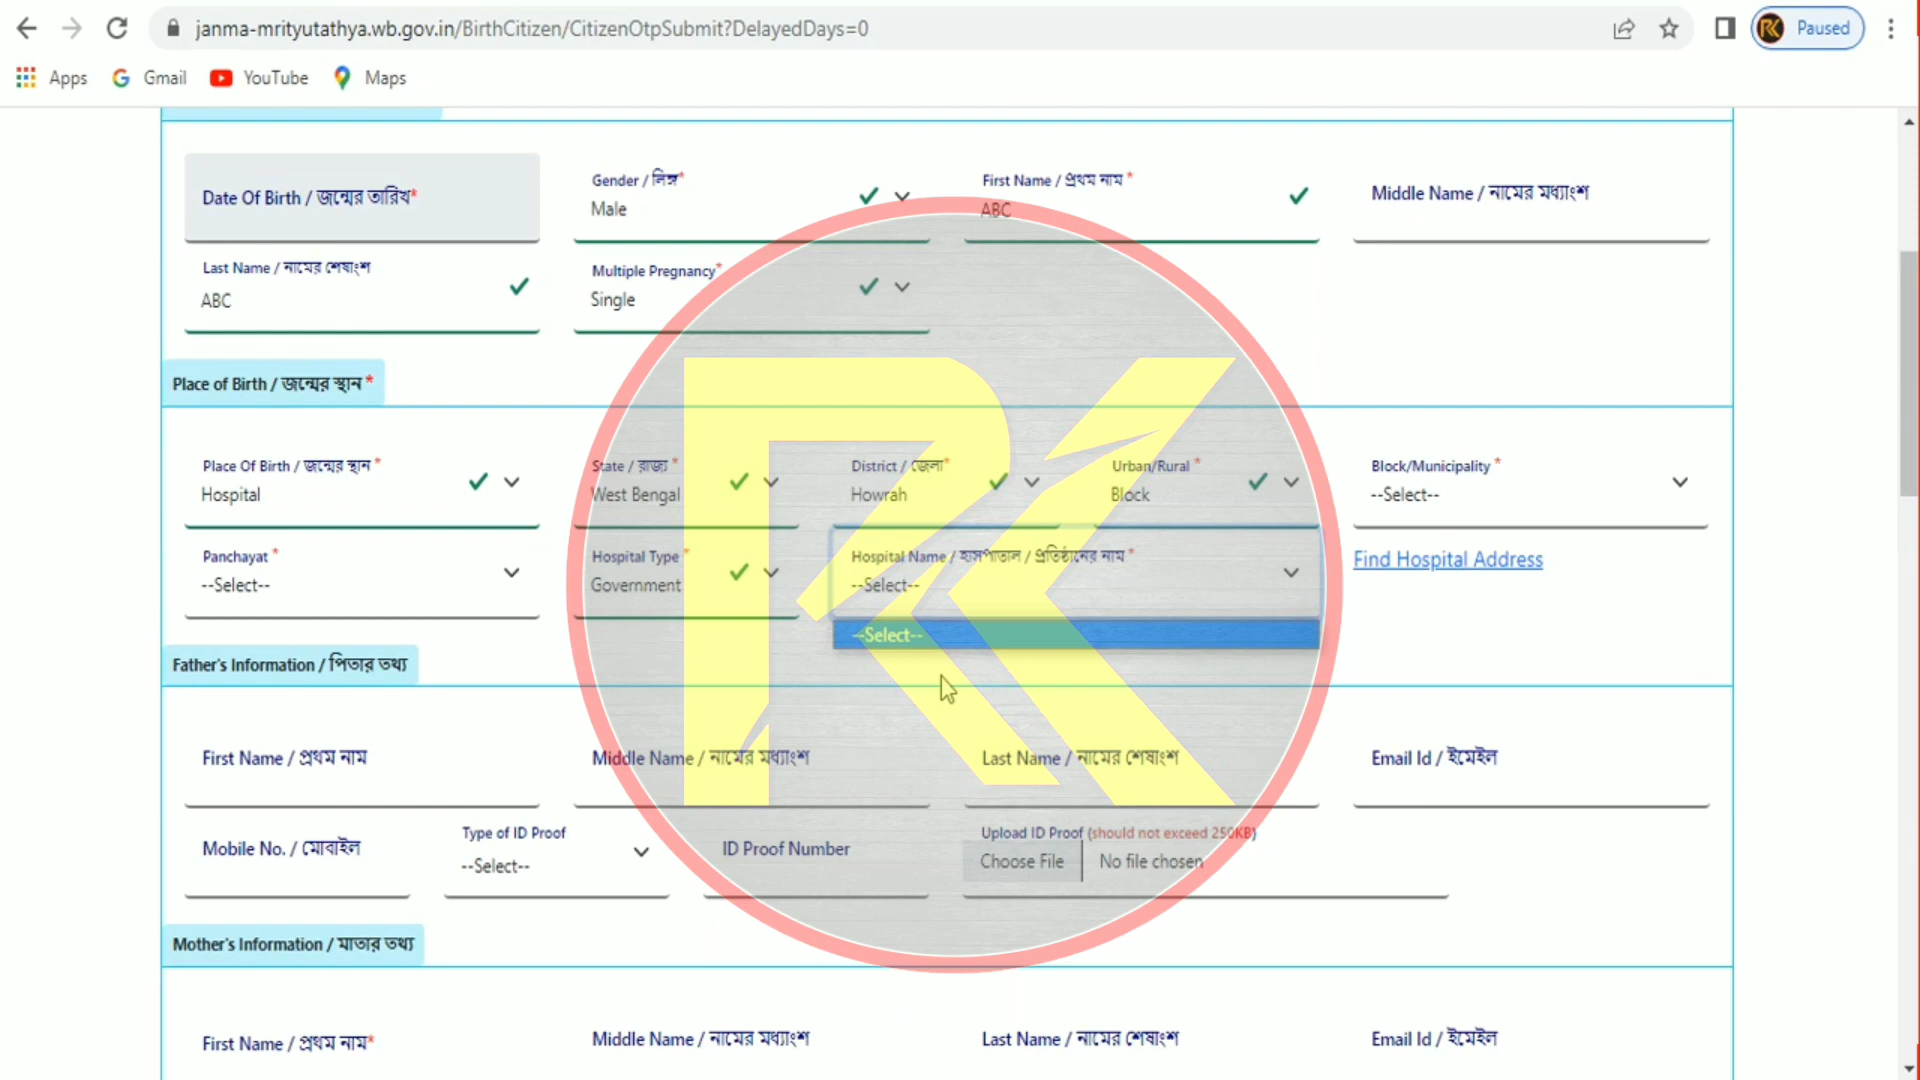 janma-mrityutathya.wb.gov.in/BirthCitizen/CitizenOtpSubmit?DelayedDays=0
Paused
Apps Gmail YouTube Maps
Date Of Birth / জন্মের তারিখ*
Gender / লিঙ্গ*
Male
First Name / প্রথম নাম *
ABC
Middle Name / নামের মধ্যাংশ
Last Name / নামের শেষাংশ
ABC
Multiple Pregnancy*
Single
Place of Birth / জন্মের স্থান *
Place Of Birth / জন্মের স্থান *
Hospital
State / রাজ্য *
West Bengal
District / জেলা*
Howrah
Urban/Rural *
Block
Block/Municipality *
--Select--
Panchayat *
--Select--
Hospital Type *
Government
Hospital Name / হাসপাতাল / প্রতিষ্ঠানের নাম *
--Select--
Find Hospital Address
--Select--
Father's Information / পিতার তথ্য
First Name / প্রথম নাম
Middle Name / নামের মধ্যাংশ
Last Name / নামের শেষাংশ
Email Id / ইমেইল
Mobile No. / মোবাইল
Type of ID Proof
--Select--
ID Proof Number
Upload ID Proof (should not exceed 250KB)
Choose File No file chosen
Mother's Information / মাতার তথ্য
First Name / প্রথম নাম*
Middle Name / নামের মধ্যাংশ
Last Name / নামের শেষাংশ
Email Id / ইমেইল
RK